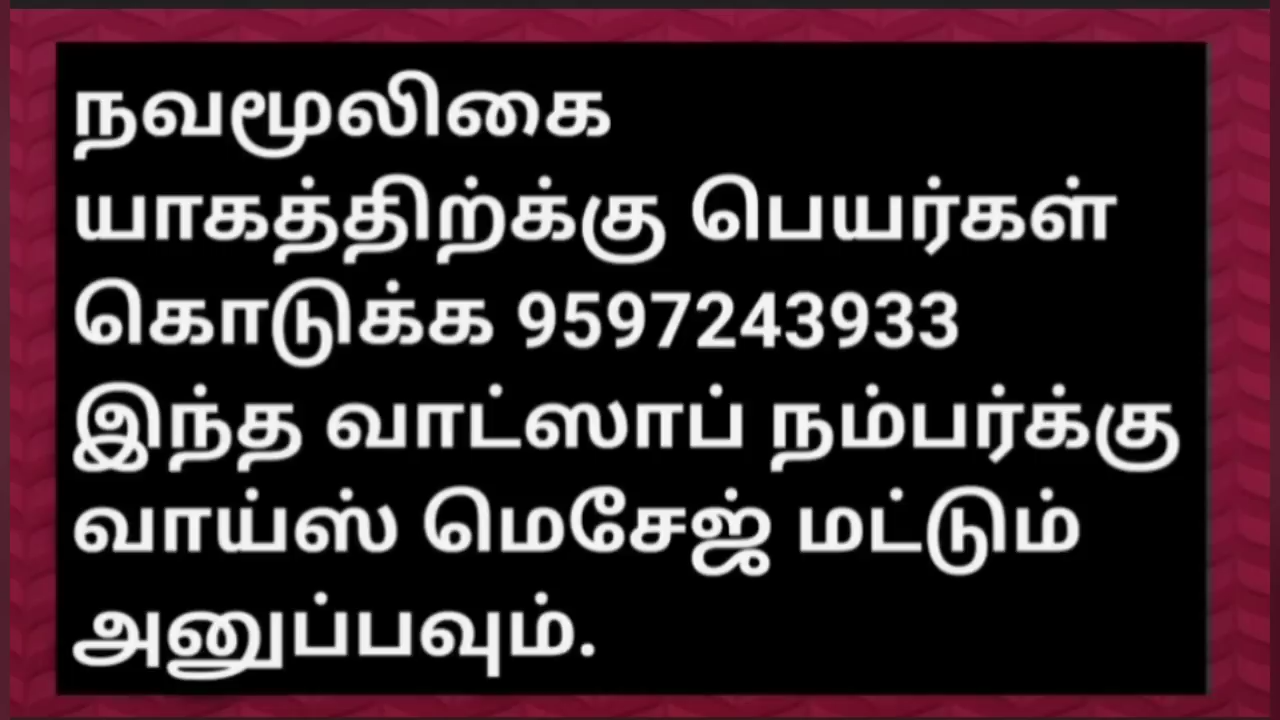 நவமூலிகை
யாகத்திற்க்கு பெயர்கள்
கொடுக்க 9597243933
இந்த வாட்ஸாப் நம்பர்க்கு
வாய்ஸ் மெசேஜ் மட்டும்
அனுப்பவும்.